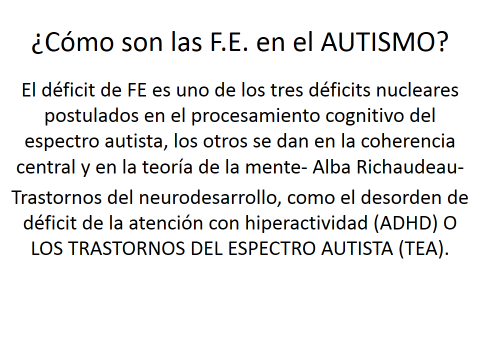 ¿Cómo son las F.E. en el AUTISMO?
El déficit de FE es uno de los tres déficits nucleares
postulados en el procesamiento cognitivo del
espectro autista, los otros se dan en la coherencia
central y en la teoría de la mente- Alba Richaudeau-
Trastornos del neurodesarrollo, como el desorden de
déficit de la atención con hiperactividad (ADHD) O
LOS TRASTORNOS DEL ESPECTRO AUTISTA (TEA).